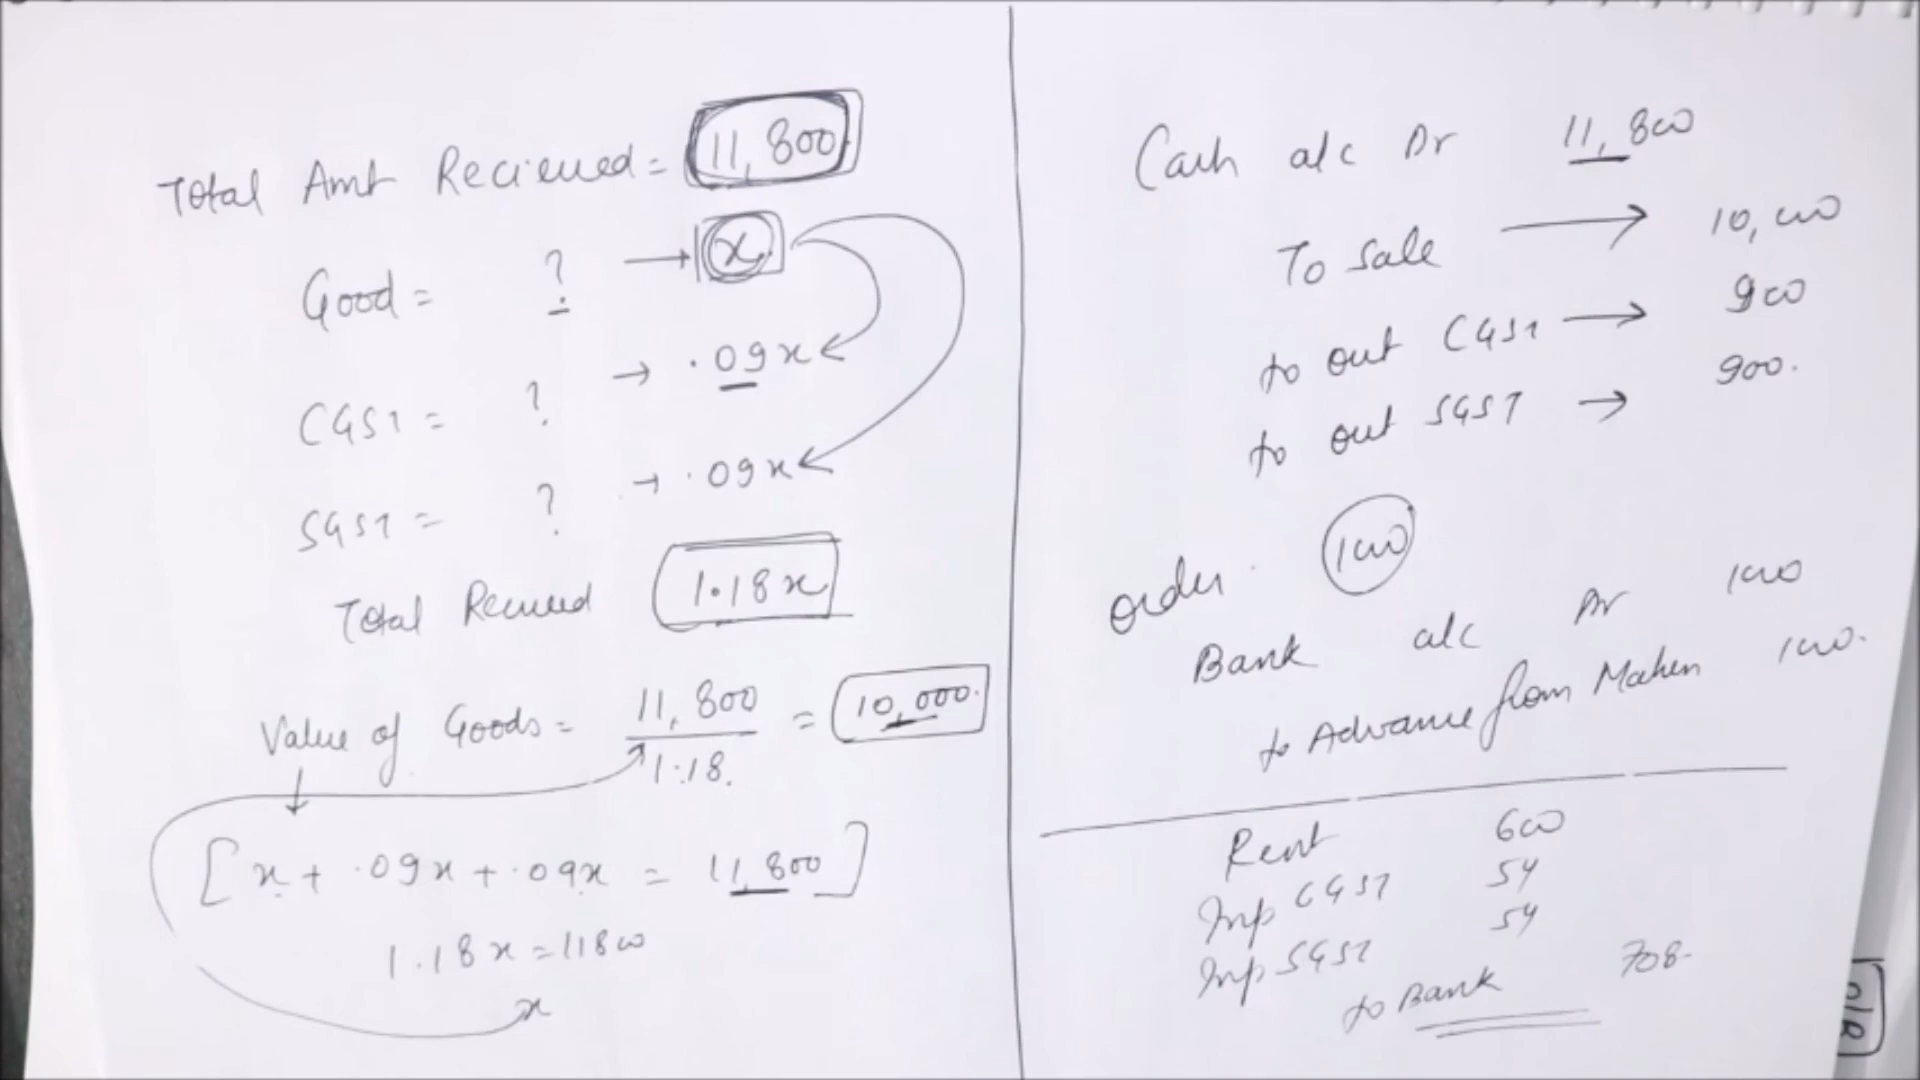 Total Amt Recieued = 11,800
Good = ? → x
CGST = ? → .09x
SGST = ? → .09x
Total Received 1.18x
Value of Goods = 11,800 / 1.18. = 10,000.
[x + .09x + .09x = 11,800]
1.18x = 11800
x
Cash a/c Dr 11,800
To Sale → 10,000
to out CGST → 900
to out SGST → 900.
order. 1000
Bank a/c Dr 1000
to Advance from 1000.
Rent 600
Inp CGST 54
Inp SGST 54
to Bank 708-